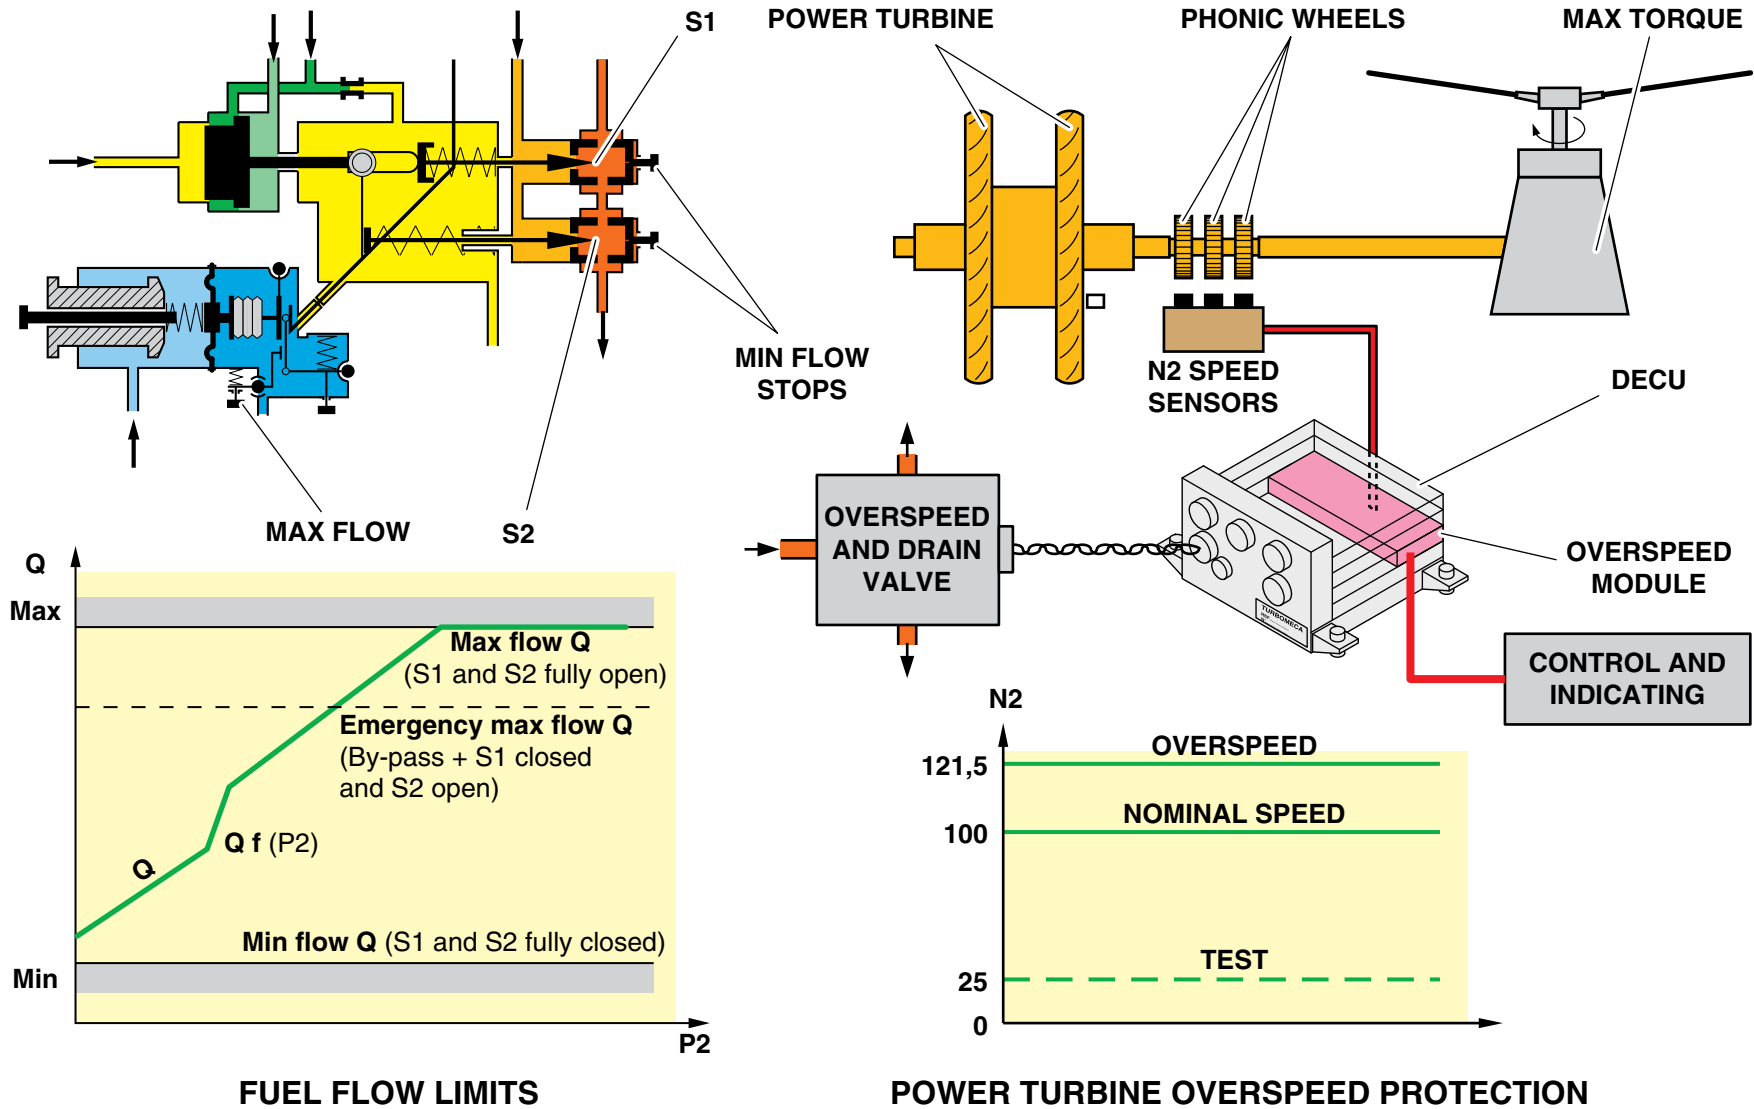 S1
POWER TURBINE
PHONIC WHEELS
MAX TORQUE
MIN FLOW
STOPS
N2 SPEED
SENSORS
DECU
MAX FLOW
S2
OVERSPEED
AND DRAIN
VALVE
OVERSPEED
MODULE
TURBOMECA
CONTROL AND
INDICATING
Q
Max
Max flow Q
(S1 and S2 fully open)
Emergency max flow Q
(By-pass + S1 closed
and S2 open)
Q f (P2)
Q
Min flow Q (S1 and S2 fully closed)
Min
P2
N2
OVERSPEED
121,5
NOMINAL SPEED
100
TEST
25
0
FUEL FLOW LIMITS
POWER TURBINE OVERSPEED PROTECTION